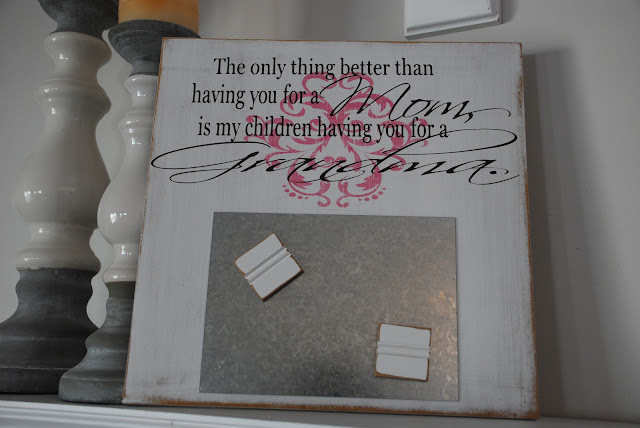 The only thing better than
having you for a Mom,
is my children having you for a
Grandma.